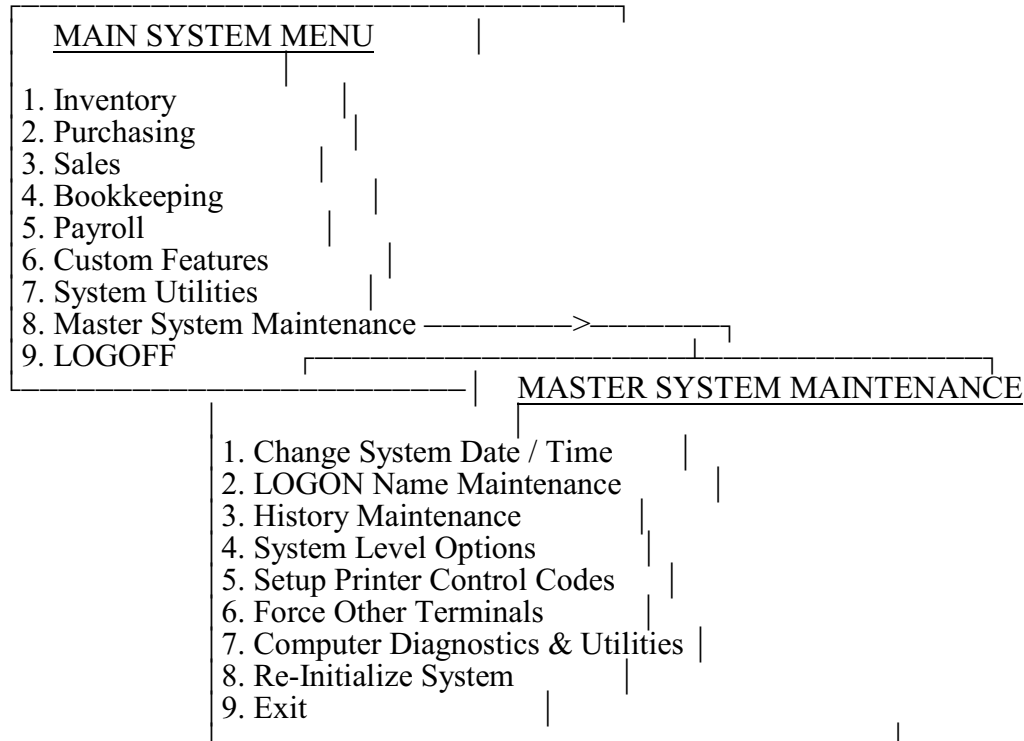 MAIN SYSTEM MENU
1. Inventory
2. Purchasing
3. Sales
4. Bookkeeping
5. Payroll
6. Custom Features
7. System Utilities
8. Master System Maintenance ────────>───────┐
9. LOGOFF
MASTER SYSTEM MAINTENANCE
1. Change System Date / Time
2. LOGON Name Maintenance
3. History Maintenance
4. System Level Options
5. Setup Printer Control Codes
6. Force Other Terminals
7. Computer Diagnostics & Utilities
8. Re-Initialize System
9. Exit